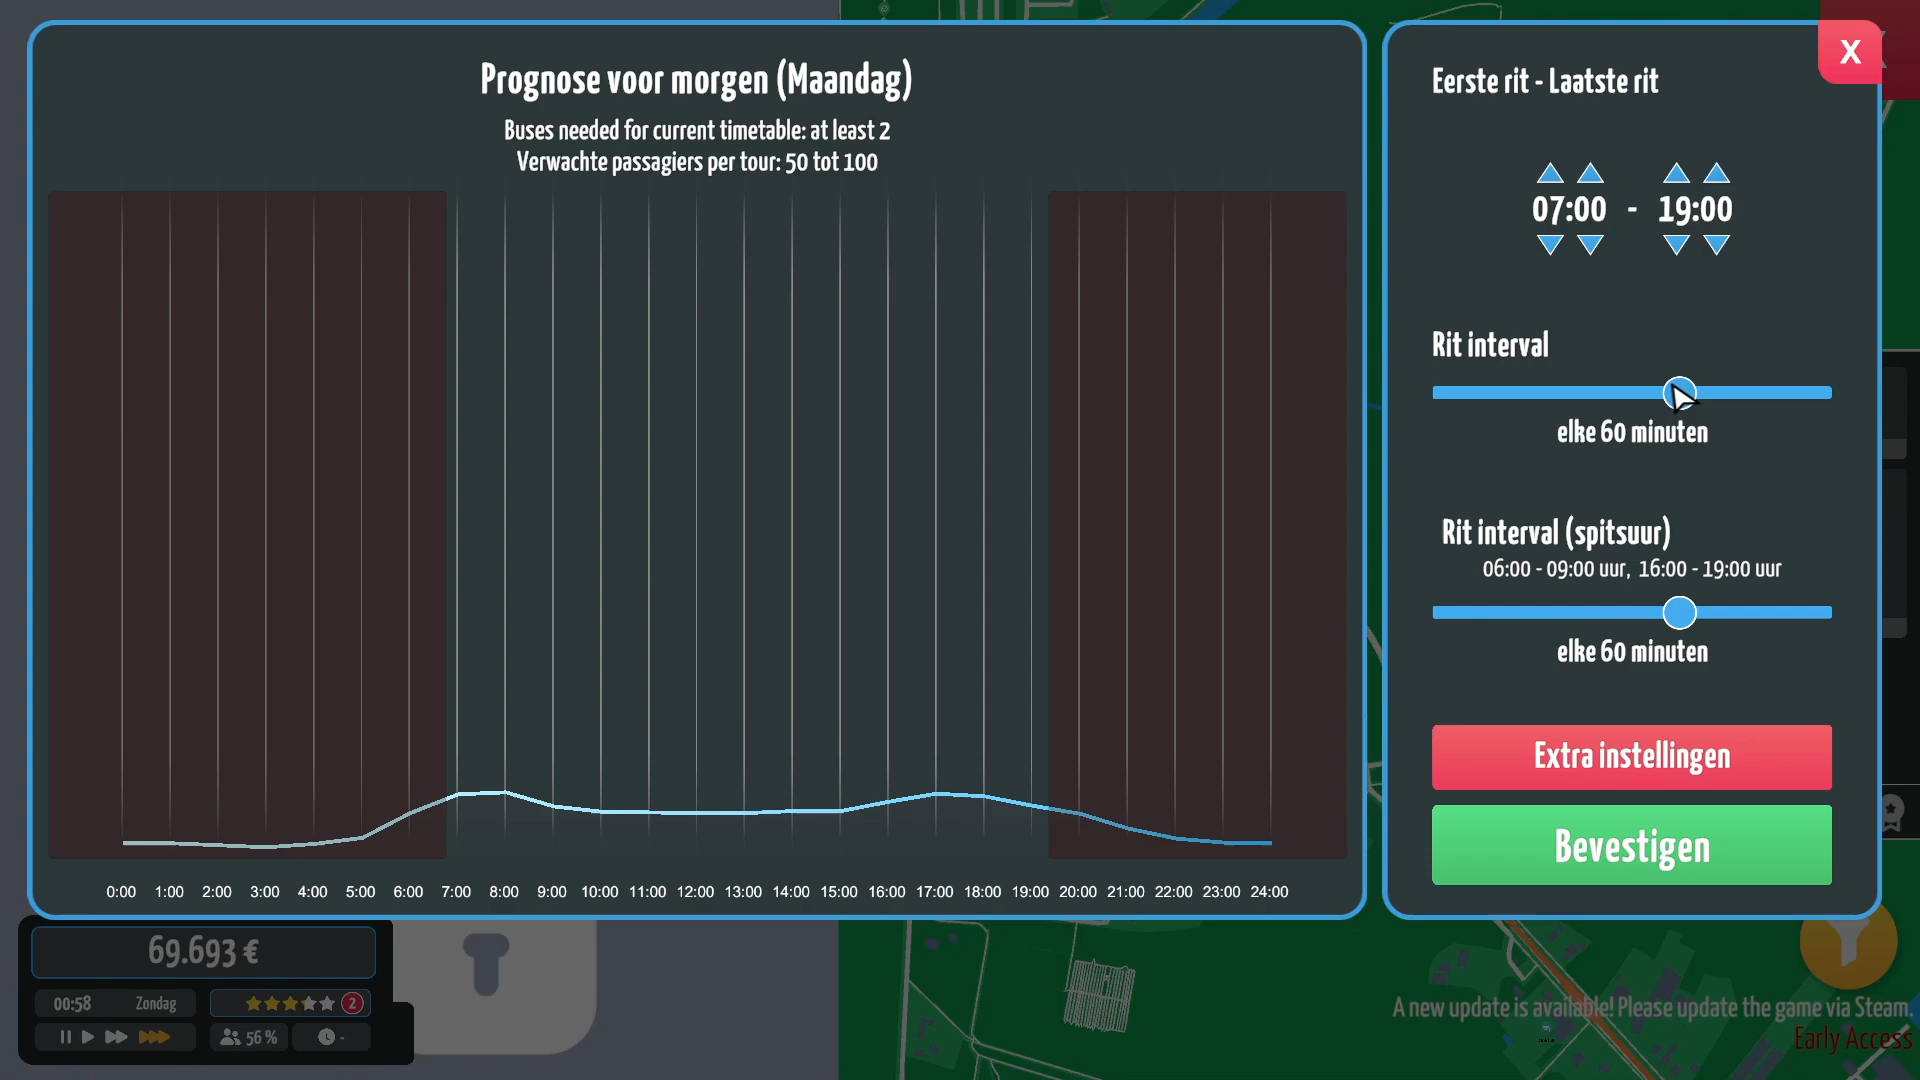 Prognose voor morgen (Maandag)
Buses needed for current timetable: at least 2
Verwachte passagiers per tour: 50 tot 100
0:00 1:00 2:00 3:00 4:00 5:00 6:00 7:00 8:00 9:00 10:00 11:00 12:00 13:00 14:00 15:00 16:00 17:00 18:00 19:00 20:00 21:00 22:00 23:00 24:00
X
Eerste rit - Laatste rit
07:00 - 19:00
Rit interval
elke 60 minuten
Rit interval (spitsuur)
06:00 - 09:00 uur, 16:00 - 19:00 uur
elke 60 minuten
Extra instellingen
Bevestigen
69.693 €
00:58 Zondag
2
56 %
-
A new update is available! Please update the game via Steam.
Early Access